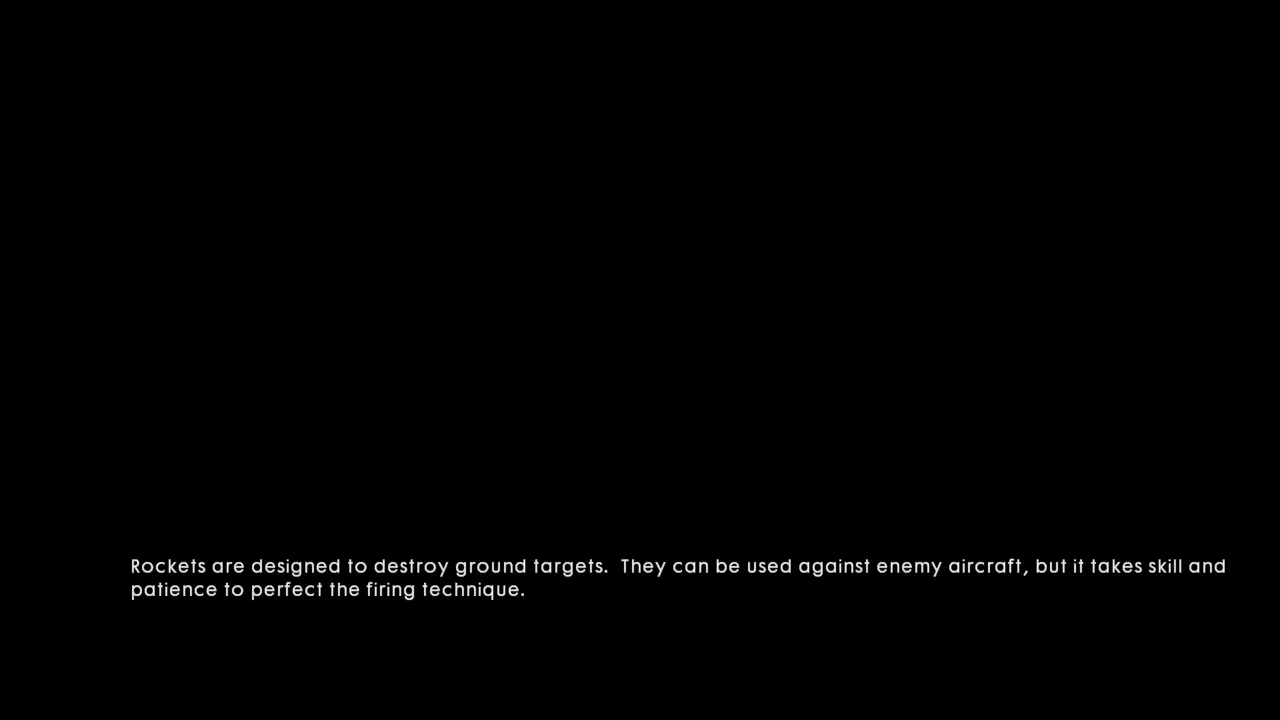 Rockets are designed to destroy ground targets.  They can be used against enemy aircraft, but it takes skill and
patience to perfect the firing technique.